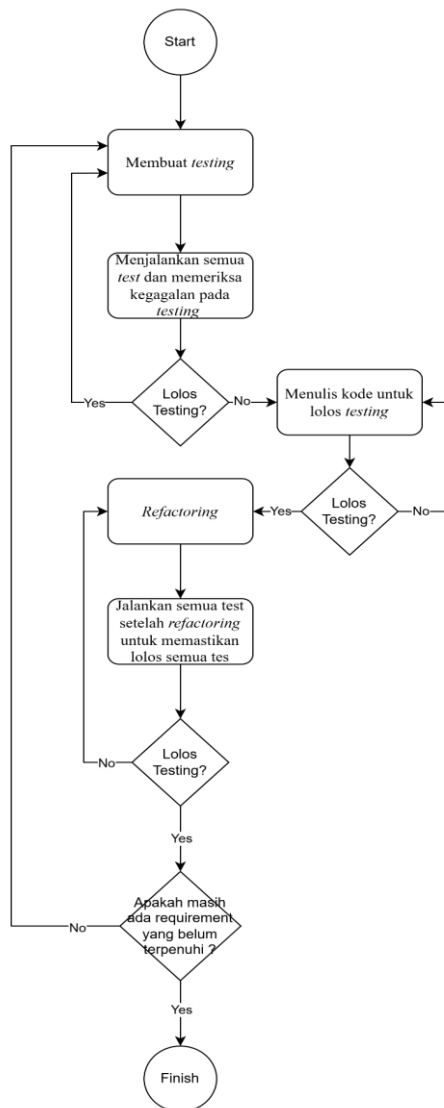 Start
Membuat testing
Menjalankan semua
test dan memeriksa
kegagalan pada
testing
Lolos
Testing?
Yes
No
Menulis kode untuk
lolos testing
Lolos
Testing?
Yes
No
Refactoring
Jalankan semua test
setelah refactoring
untuk memastikan
lolos semua tes
Lolos
Testing?
No
Yes
Apakah masih
ada requirement
yang belum
terpenuhi ?
No
Yes
Finish